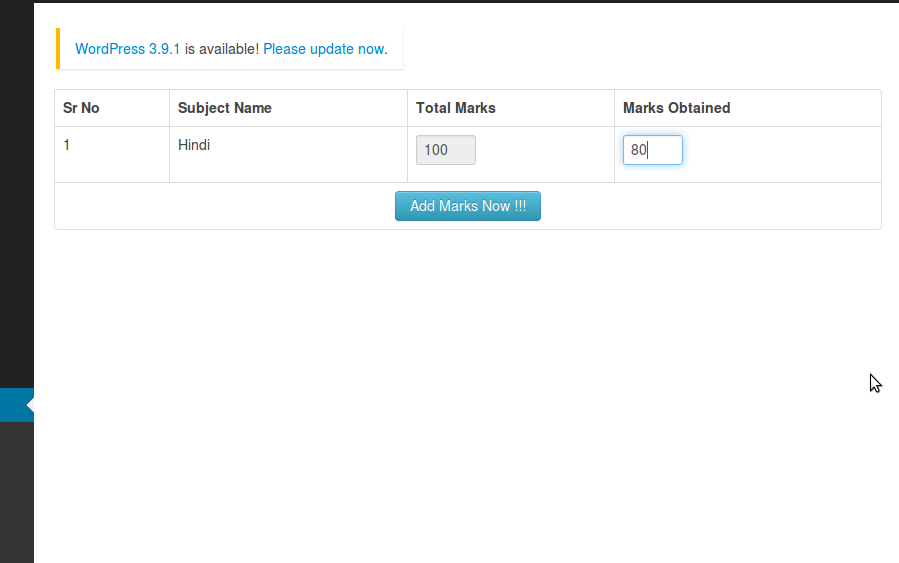 WordPress 3.9.1 is available! Please update now.
Sr No Subject Name Total Marks Marks Obtained
1 Hindi 100 80
Add Marks Now !!!